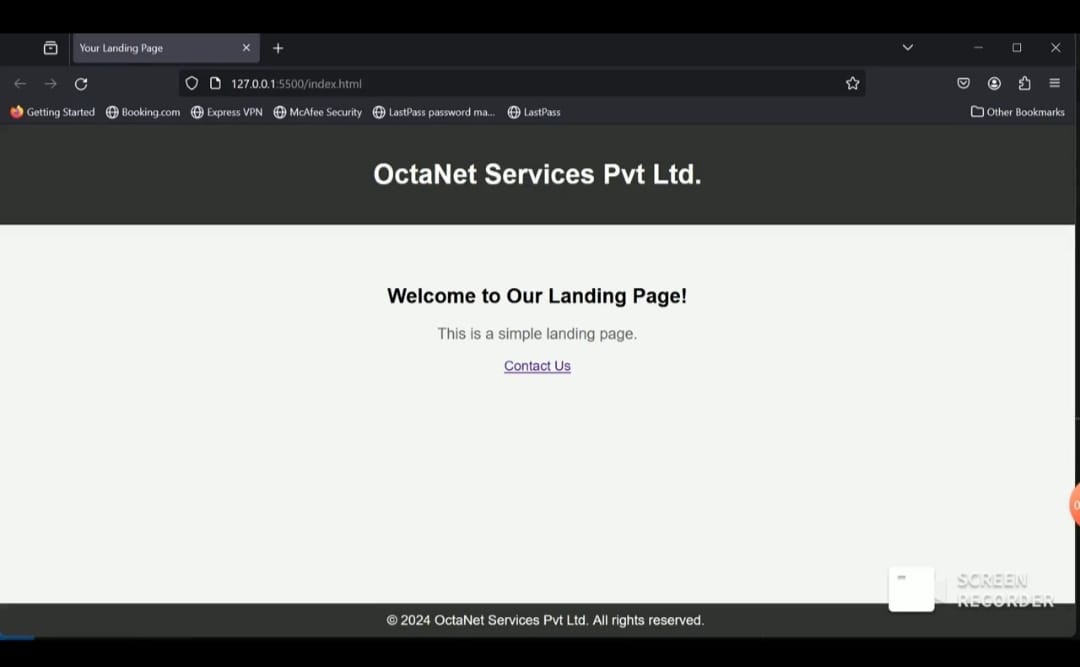 Your Landing Page
127.0.0.1:5500/index.html
Getting Started Booking.com Express VPN McAfee Security LastPass password ma... LastPass Other Bookmarks
OctaNet Services Pvt Ltd.
Welcome to Our Landing Page!
This is a simple landing page.
Contact Us
0
SCREEN
RECORDER
© 2024 OctaNet Services Pvt Ltd. All rights reserved.